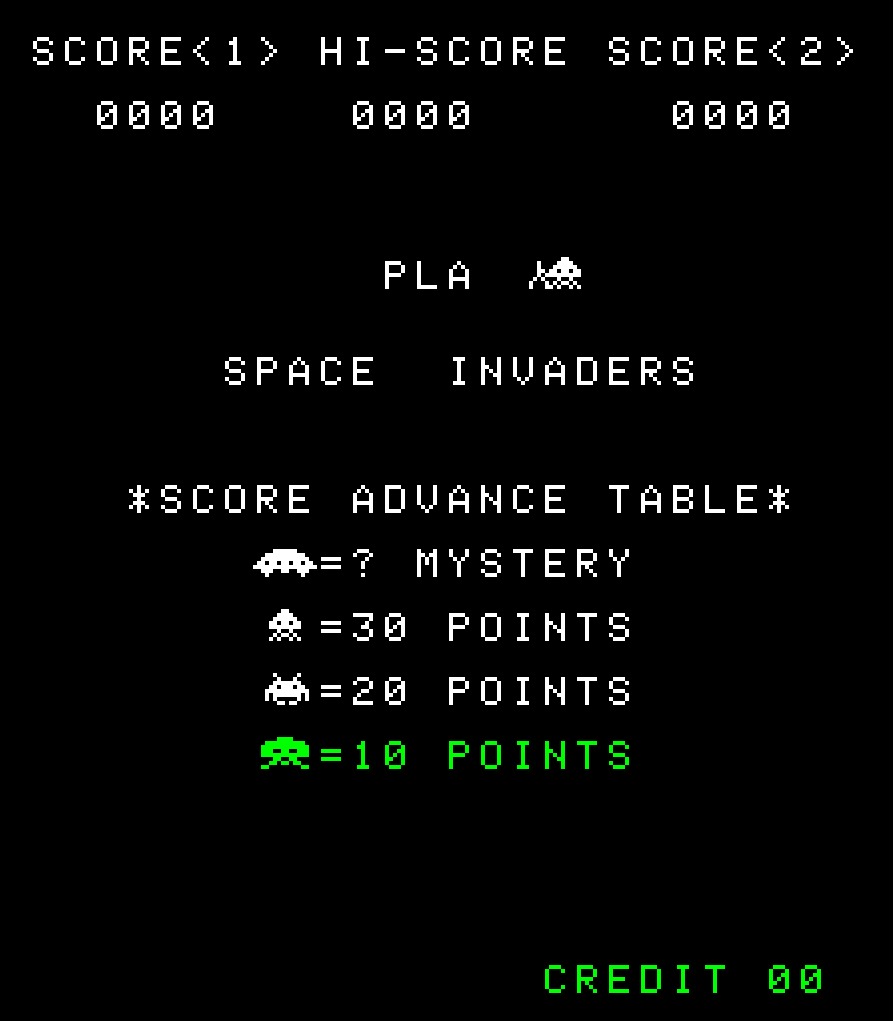 SCORE<1> HI-SCORE SCORE<2>
0000 0000 0000
PLA
SPACE INVADERS
*SCORE ADVANCE TABLE*
=? MYSTERY
=30 POINTS
=20 POINTS
=10 POINTS
CREDIT 00